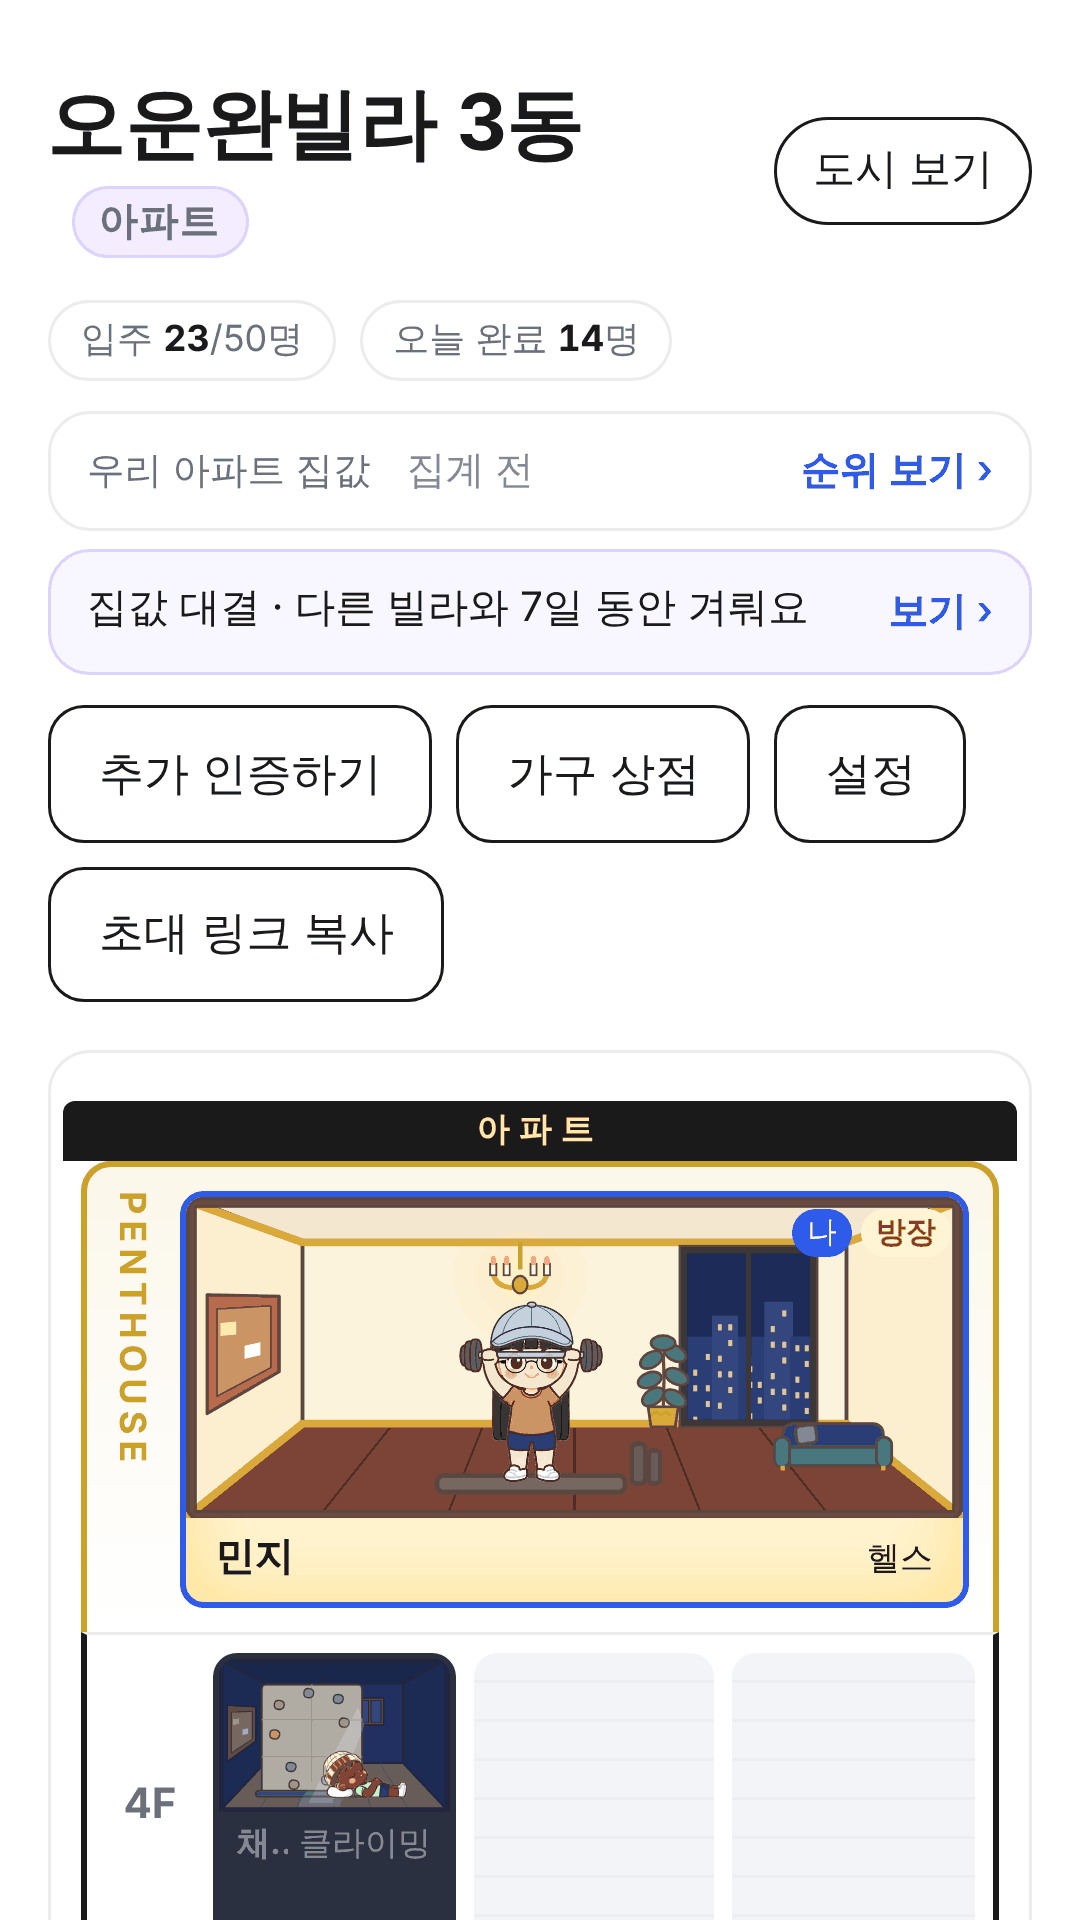 오운완빌라 3동
도시 보기
아파트
입주 23/50명
오늘 완료 14명
우리 아파트 집값 집계 전
순위 보기 ›
집값 대결 · 다른 빌라와 7일 동안 겨뤄요
보기 ›
추가 인증하기
가구 상점
설정
초대 링크 복사
아파트
PENTHOUSE
나
방장
민지
헬스
4F
채.. 클라이밍